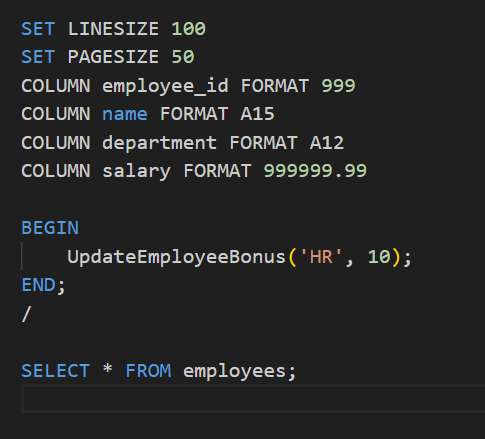 SET LINESIZE 100
SET PAGESIZE 50
COLUMN employee_id FORMAT 999
COLUMN name FORMAT A15
COLUMN department FORMAT A12
COLUMN salary FORMAT 999999.99

BEGIN
    UpdateEmployeeBonus('HR', 10);
END;
/

SELECT * FROM employees;